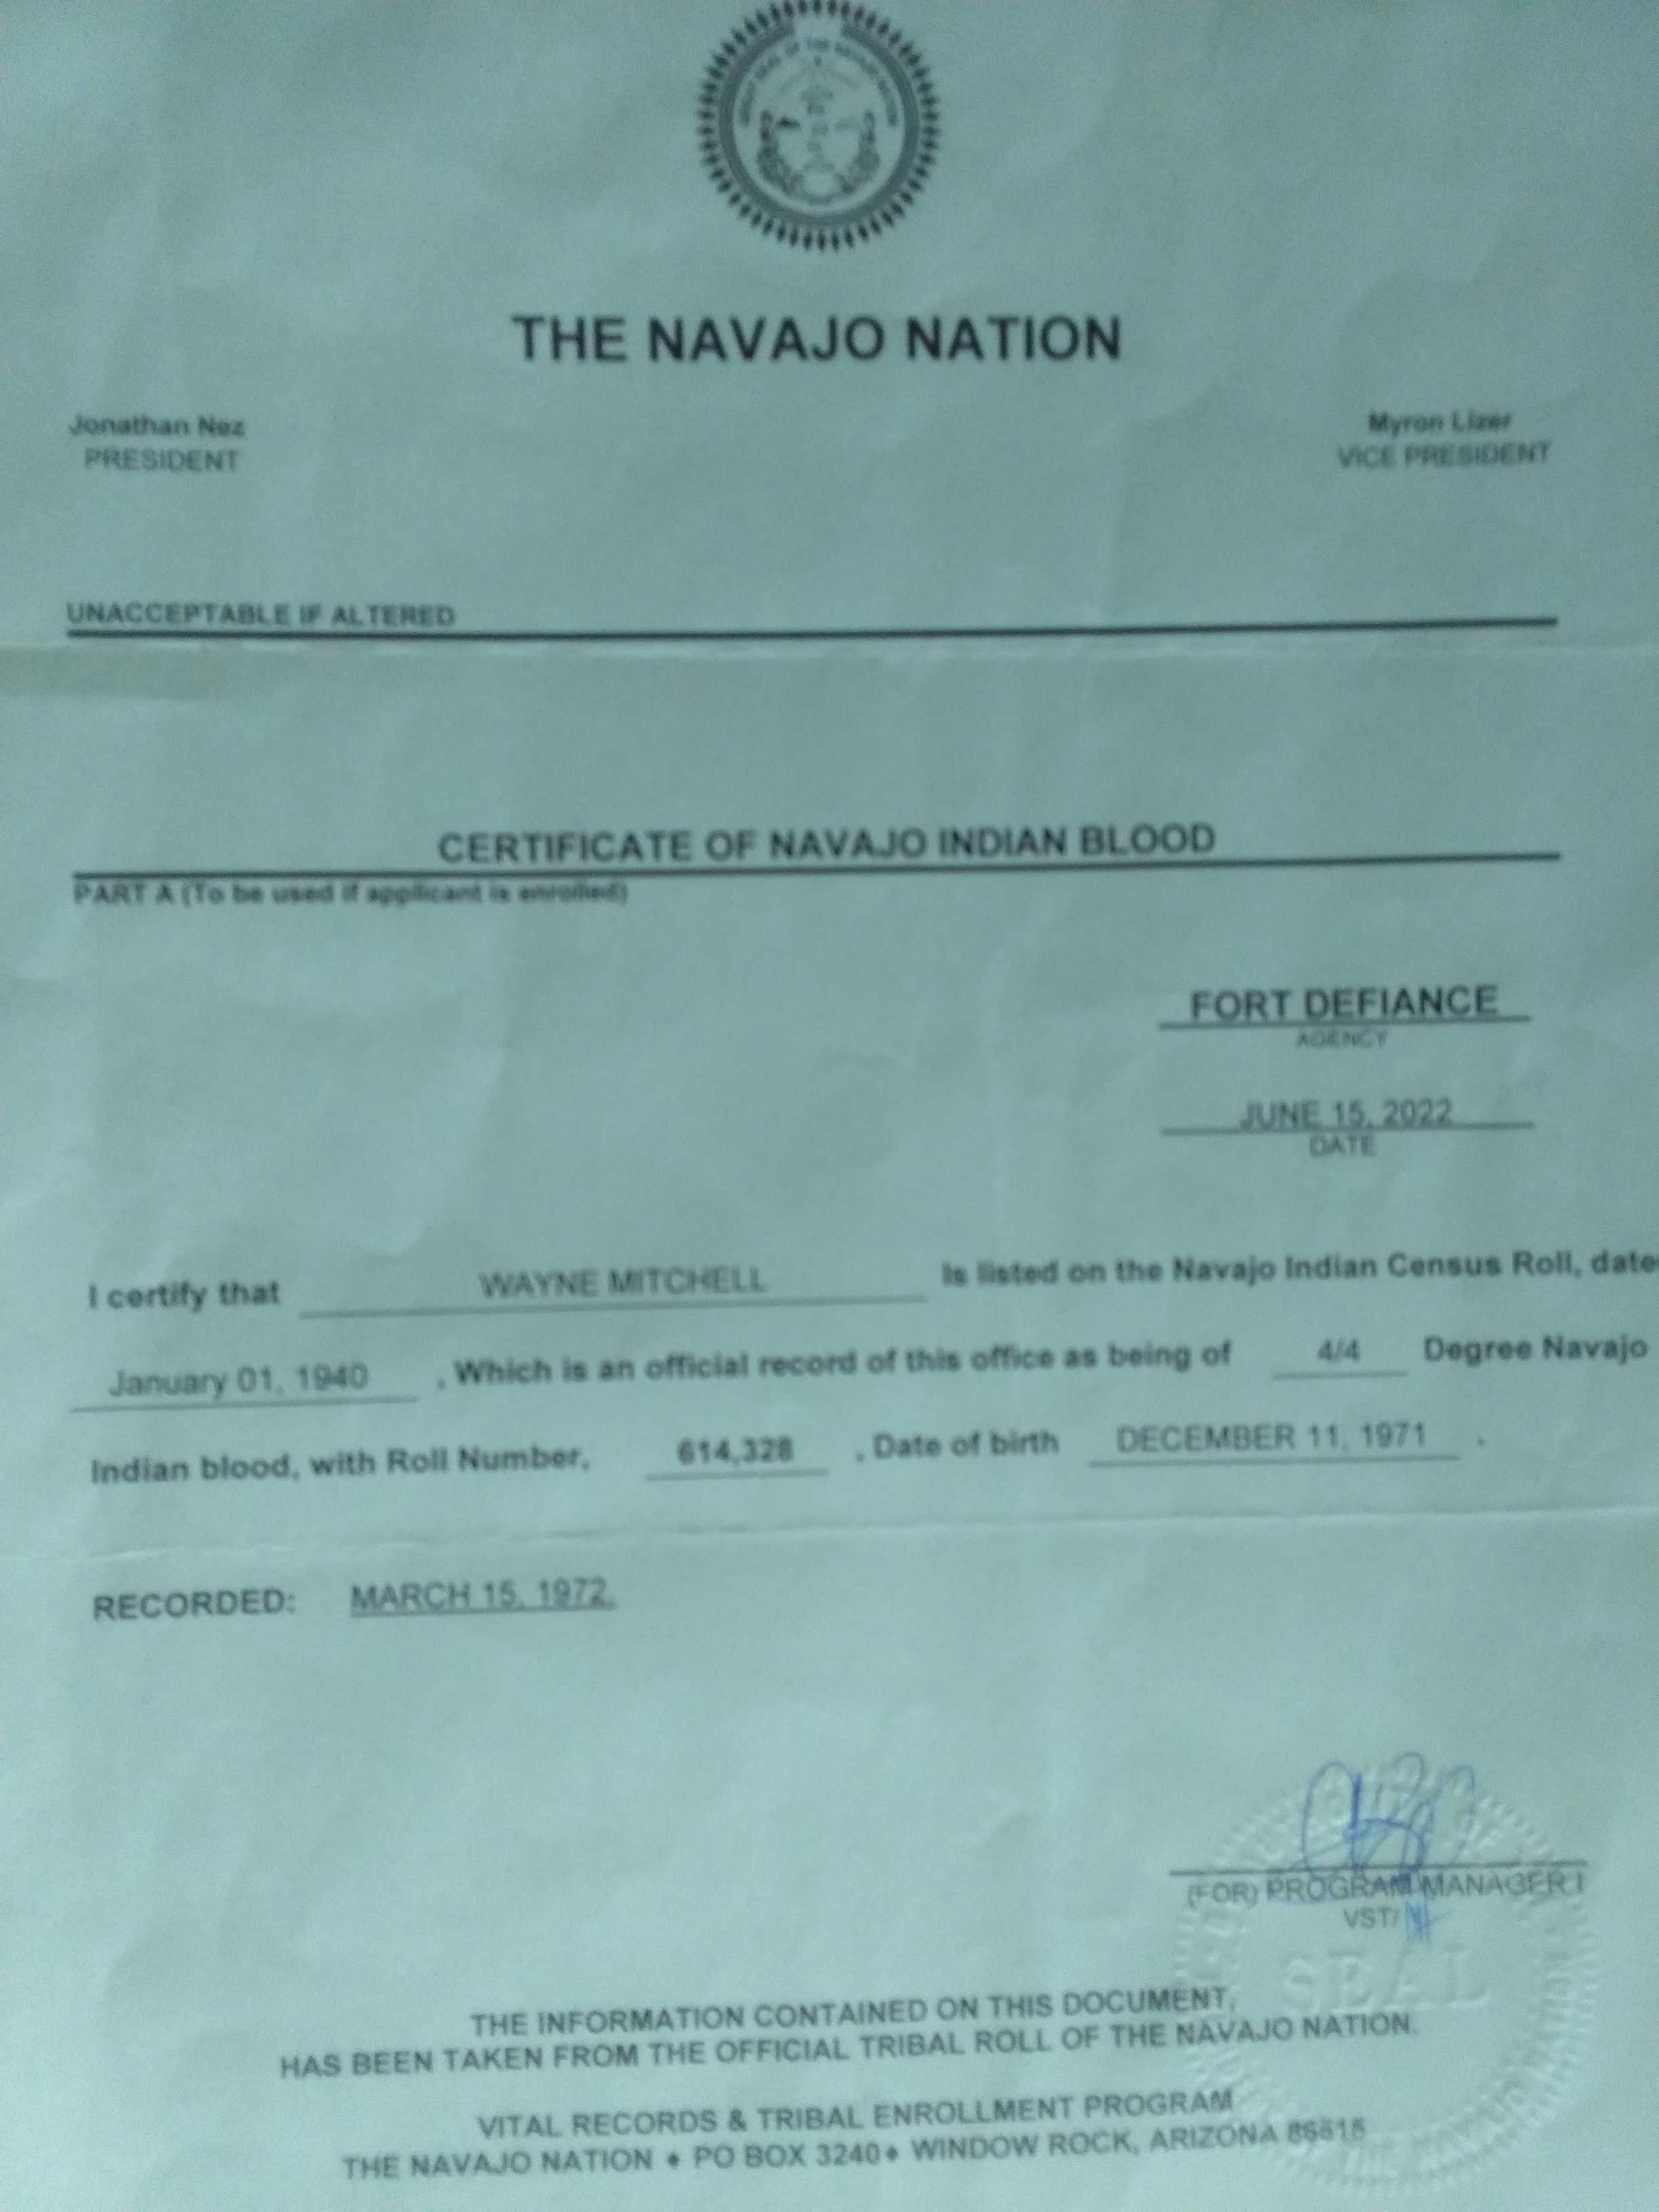 GREAT SEAL OF THE NAVAJO NATION
THE NAVAJO NATION
Jonathan Nez
PRESIDENT
Myron Lizer
VICE PRESIDENT
UNACCEPTABLE IF ALTERED
CERTIFICATE OF NAVAJO INDIAN BLOOD
PART A (To be used if applicant is enrolled)
FORT DEFIANCE
AGENCY
JUNE 15, 2022
DATE
I certify that WAYNE MITCHELL Is listed on the Navajo Indian Census Roll, date
January 01, 1940 , Which is an official record of this office as being of 4/4 Degree Navajo
Indian blood, with Roll Number, 614,328 , Date of birth DECEMBER 11, 1971 .
RECORDED: MARCH 15, 1972.
(FOR) PROGRAM MANAGER I
VST/
SEAL
THE INFORMATION CONTAINED ON THIS DOCUMENT,
HAS BEEN TAKEN FROM THE OFFICIAL TRIBAL ROLL OF THE NAVAJO NATION.
VITAL RECORDS & TRIBAL ENROLLMENT PROGRAM
THE NAVAJO NATION ♦ PO BOX 3240 ♦ WINDOW ROCK, ARIZONA 86515